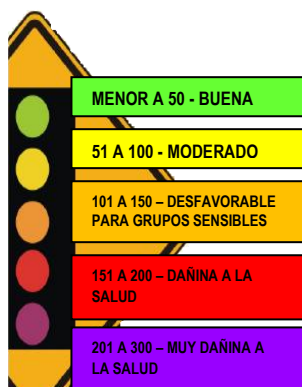 MENOR A 50 - BUENA
51 A 100 - MODERADO
101 A 150 – DESFAVORABLE
PARA GRUPOS SENSIBLES
151 A 200 – DAÑINA A LA
SALUD
201 A 300 – MUY DAÑINA A
LA SALUD